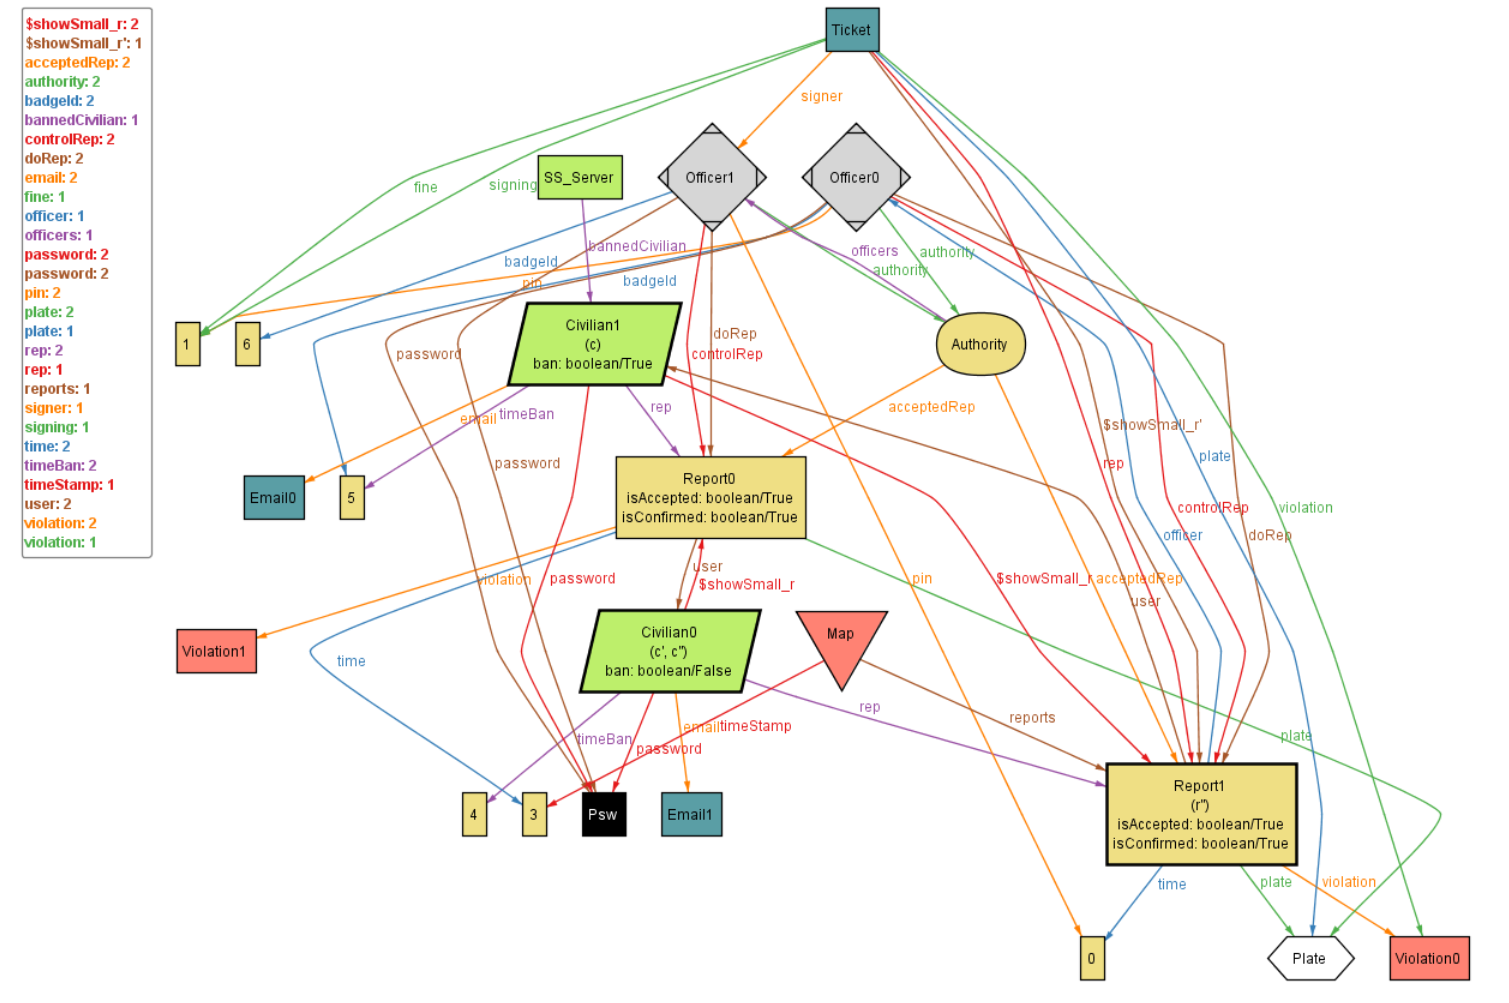 $showSmall_r: 2
$showSmall_r': 1
acceptedRep: 2
authority: 2
badgeId: 2
bannedCivilian: 1
controlRep: 2
doRep: 2
email: 2
fine: 1
officer: 1
officers: 1
password: 2
password: 2
pin: 2
plate: 2
plate: 1
rep: 2
rep: 1
reports: 1
signer: 1
signing: 1
time: 2
timeBan: 2
timeStamp: 1
user: 2
violation: 2
violation: 1
Ticket
signer
fine
signing
SS_Server
Officer1
Officer0
bannedCivilian
badgeId
pin
badgeId
officers
authority
authority
1
6
Civilian1
(c)
ban: boolean/True
password
doRep
controlRep
Authority
email
timeBan
rep
acceptedRep
$showSmall_r'
rep
plate
password
Email0
5
Report0
isAccepted: boolean/True
isConfirmed: boolean/True
controlRep
violation
officer
doRep
violation
password
user
$showSmall_r
pin
$showSmall_r
acceptedRep
user
Violation1
time
Civilian0
(c', c")
ban: boolean/False
Map
rep
reports
timeBan
email
timeStamp
password
plate
4
3
Psw
Email1
Report1
(r")
isAccepted: boolean/True
isConfirmed: boolean/True
time
plate
violation
0
Plate
Violation0